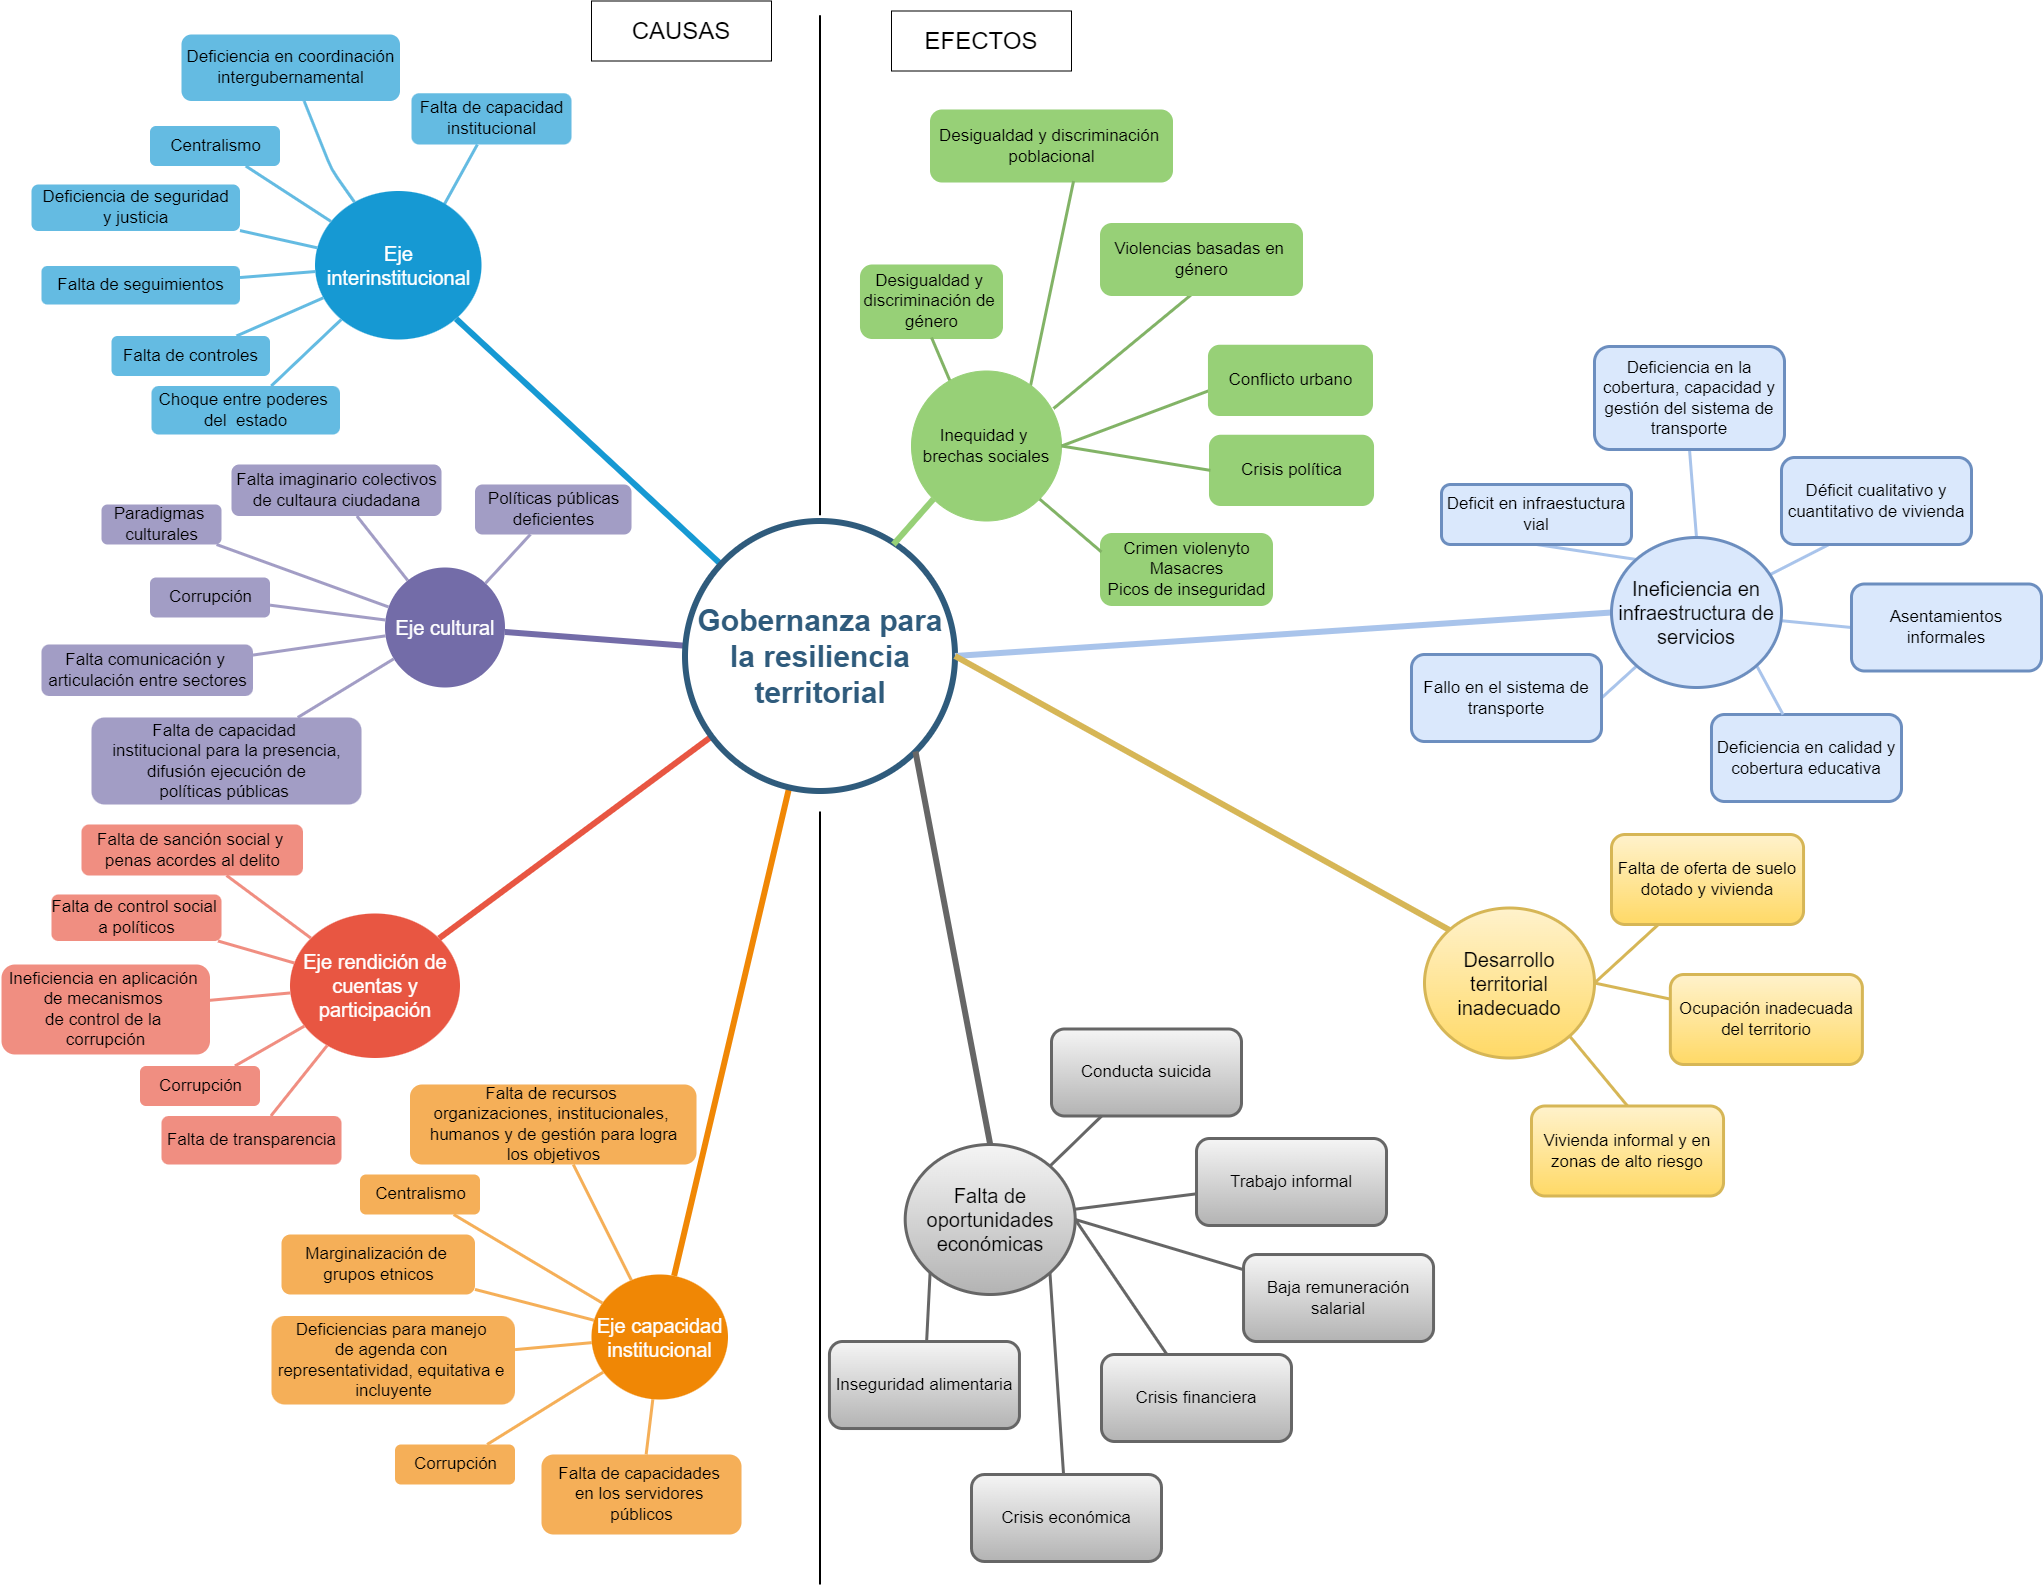 CAUSAS
EFECTOS
Deficiencia en coordinación
intergubernamental
Falta de capacidad
institucional
Centralismo
Deficiencia de seguridad
y justicia
Falta de seguimientos
Falta de controles
Choque entre poderes
del  estado
Eje
interinstitucional
Falta imaginario colectivos
de cultaura ciudadana
Políticas públicas
deficientes
Paradigmas
culturales
Corrupción
Falta comunicación y
articulación entre sectores
Falta de capacidad
institucional para la presencia,
difusión ejecución de
políticas públicas
Eje cultural
Falta de sanción social y
penas acordes al delito
Falta de control social
a políticos
Ineficiencia en aplicación
de mecanismos
de control de la
corrupción
Corrupción
Falta de transparencia
Eje rendición de
cuentas y
participación
Falta de recursos
organizaciones, institucionales,
humanos y de gestión para logra
los objetivos
Centralismo
Marginalización de
grupos etnicos
Deficiencias para manejo
de agenda con
representatividad, equitativa e
incluyente
Corrupción
Falta de capacidades
en los servidores
públicos
Eje capacidad
institucional
Gobernanza para
la resiliencia
territorial
Desigualdad y discriminación
poblacional
Violencias basadas en
género
Desigualdad y
discriminación de
género
Conflicto urbano
Crisis política
Crimen violenyto
Masacres
Picos de inseguridad
Inequidad y
brechas sociales
Deficiencia en la
cobertura, capacidad y
gestión del sistema de
transporte
Deficit en infraestuctura
vial
Déficit cualitativo y
cuantitativo de vivienda
Asentamientos
informales
Fallo en el sistema de
transporte
Deficiencia en calidad y
cobertura educativa
Ineficiencia en
infraestructura de
servicios
Falta de oferta de suelo
dotado y vivienda
Ocupación inadecuada
del territorio
Vivienda informal y en
zonas de alto riesgo
Desarrollo
territorial
inadecuado
Conducta suicida
Trabajo informal
Baja remuneración
salarial
Crisis financiera
Inseguridad alimentaria
Crisis económica
Falta de
oportunidades
económicas